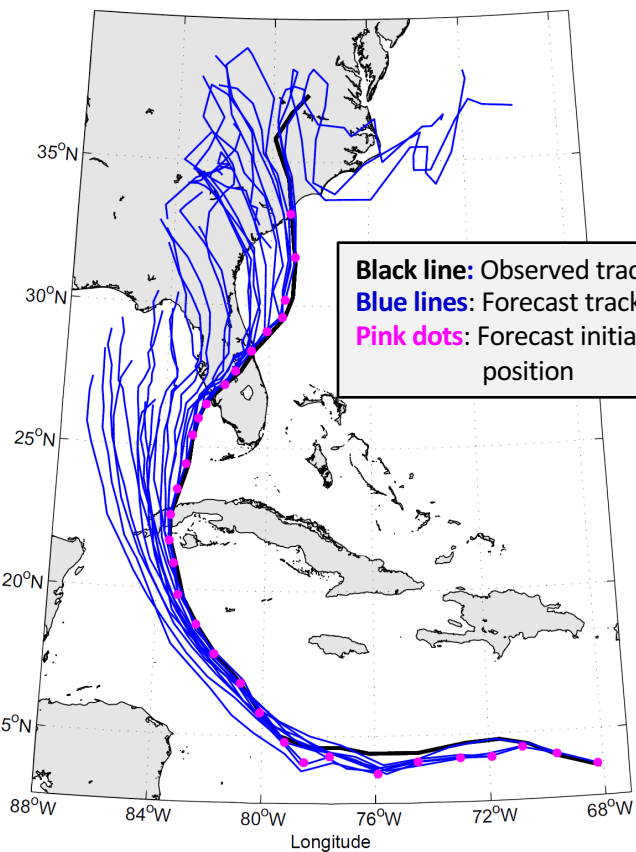 35°N
Black line: Observed trac
Blue lines: Forecast track
Pink dots: Forecast initia
position
30°N
25°N
20°N
5°N
88°W
84°W
80°W
76°W
72°W
68°W
Longitude